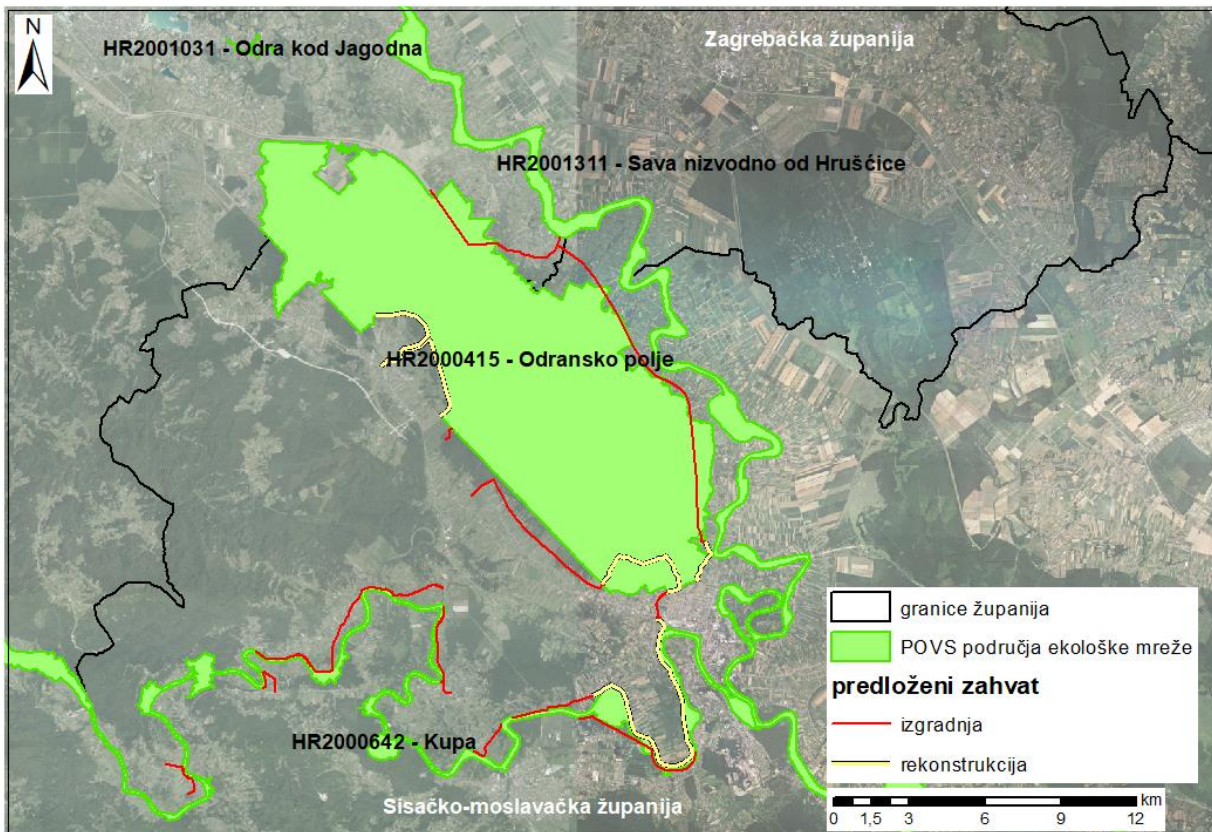 N
HR2001031 - Odra kod Jagodna
Zagrebačka županija
HR2001311 - Sava nizvodno od Hrušćice
HR2000415 - Odransko polje
HR2000642 - Kupa
Sisačko-moslavačka županija
granice županija
POVS područja ekološke mreže
predloženi zahvat
izgradnja
rekonstrukcija
km
0 1,5 3 6 9 12